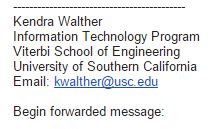 ------------------------------------------
Kendra Walther
Information Technology Program
Viterbi School of Engineering
University of Southern California
Email: kwalther@usc.edu
Begin forwarded message: